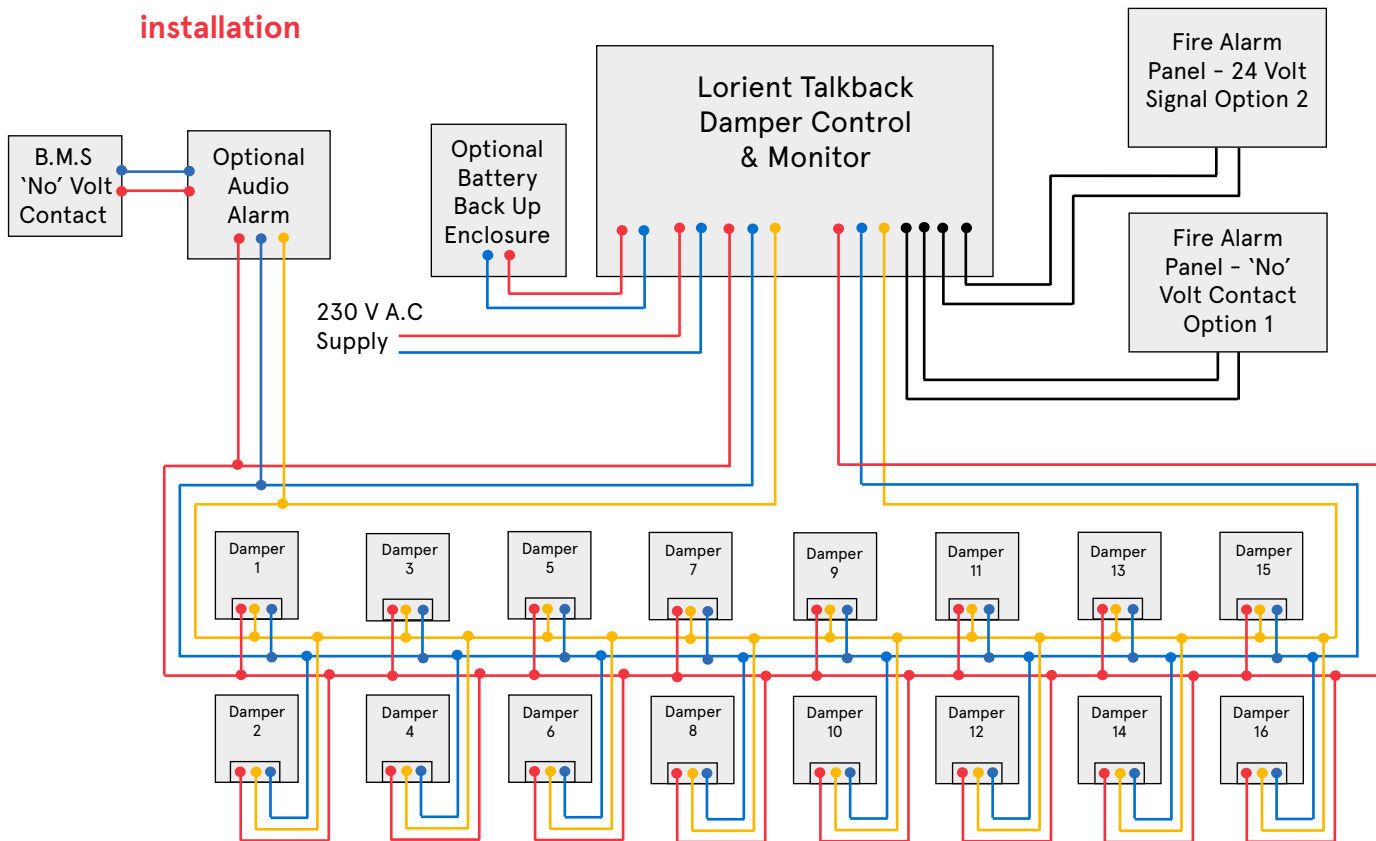 installation
B.M.S
‘No’ Volt
Contact
Optional
Audio
Alarm
Optional
Battery
Back Up
Enclosure
Lorient Talkback
Damper Control
& Monitor
Fire Alarm
Panel - 24 Volt
Signal Option 2
Fire Alarm
Panel - ‘No’
Volt Contact
Option 1
230 V A.C
Supply
Damper
1
Damper
3
Damper
5
Damper
7
Damper
9
Damper
11
Damper
13
Damper
15
Damper
2
Damper
4
Damper
6
Damper
8
Damper
10
Damper
12
Damper
14
Damper
16